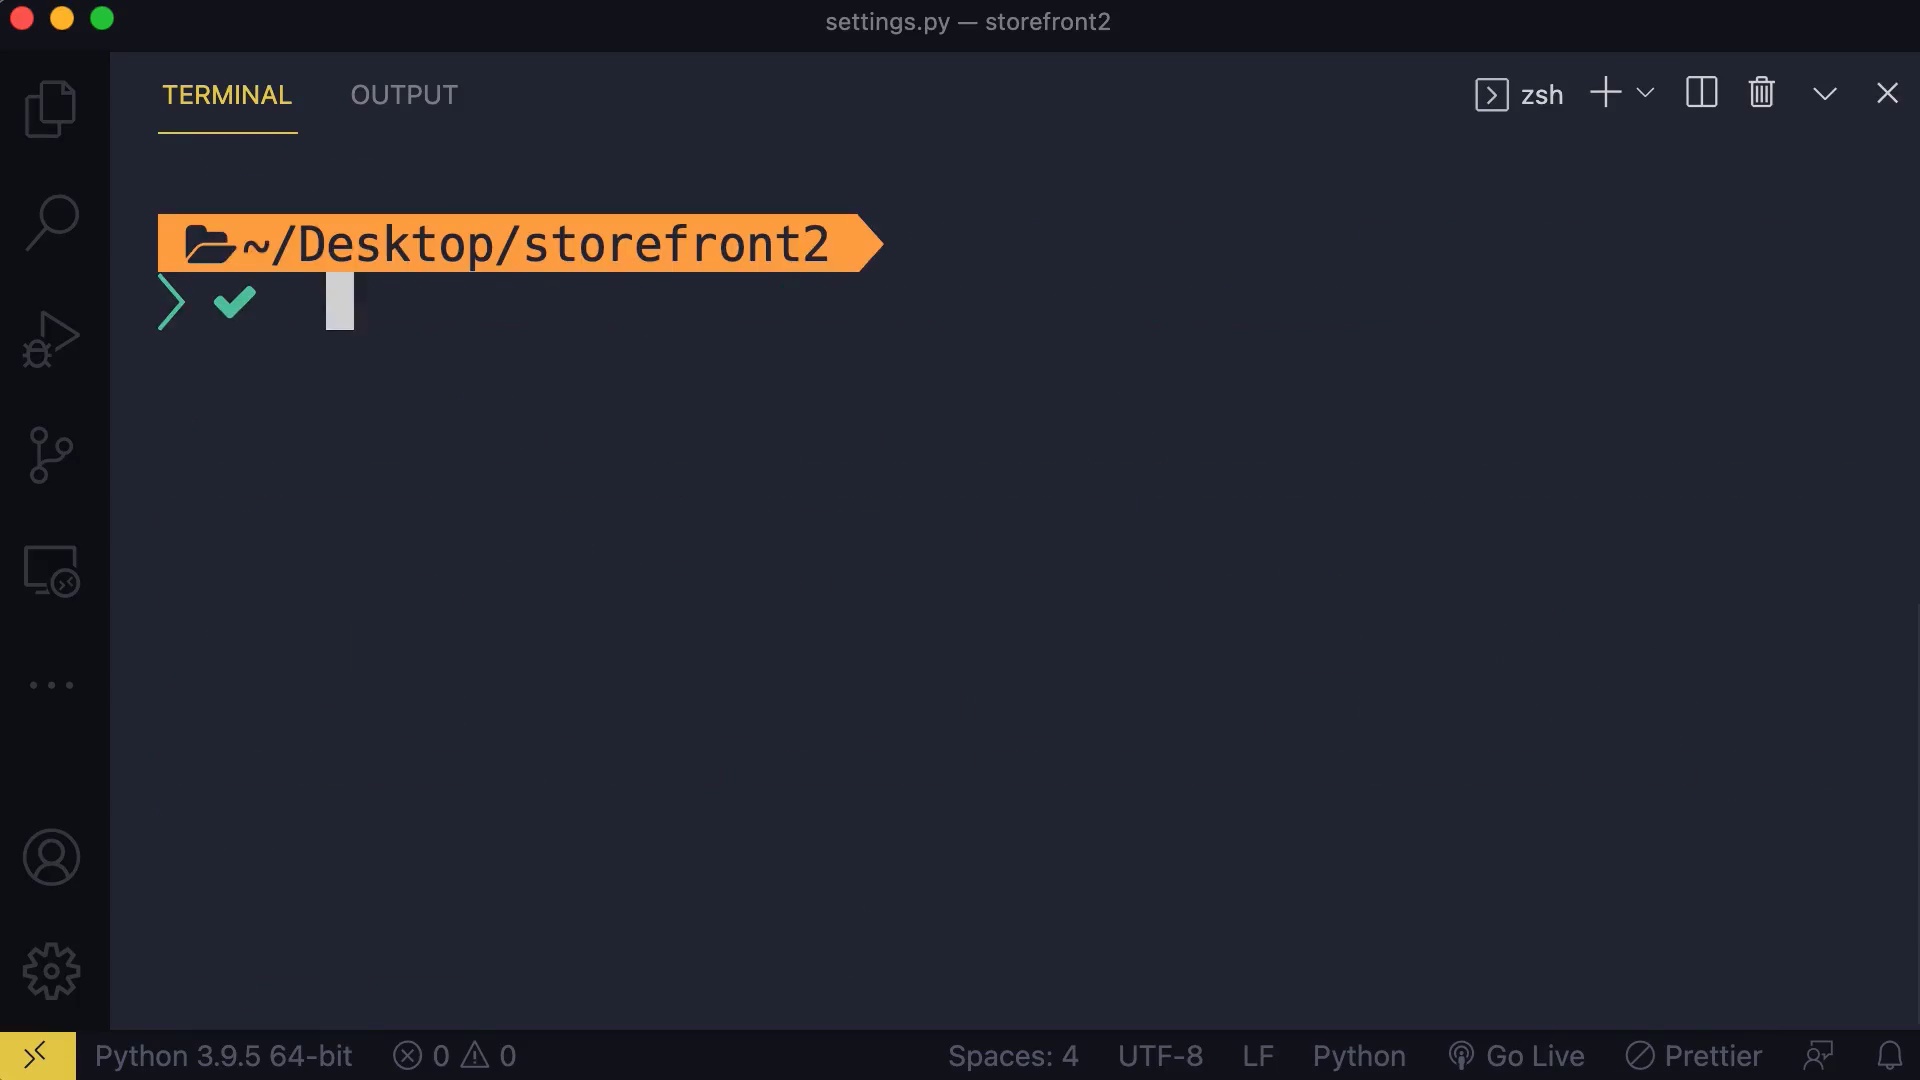 settings.py — storefront2
TERMINAL OUTPUT zsh
~/Desktop/storefront2
Python 3.9.5 64-bit 0 0 Spaces: 4 UTF-8 LF Python Go Live Prettier